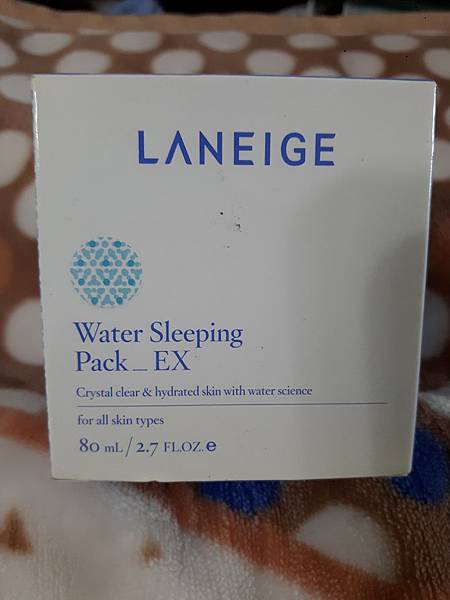 LANEIGE
Water Sleeping
Pack_EX
Crystal clear & hydrated skin with water science
for all skin types
80 mL / 2.7 FL.OZ. e